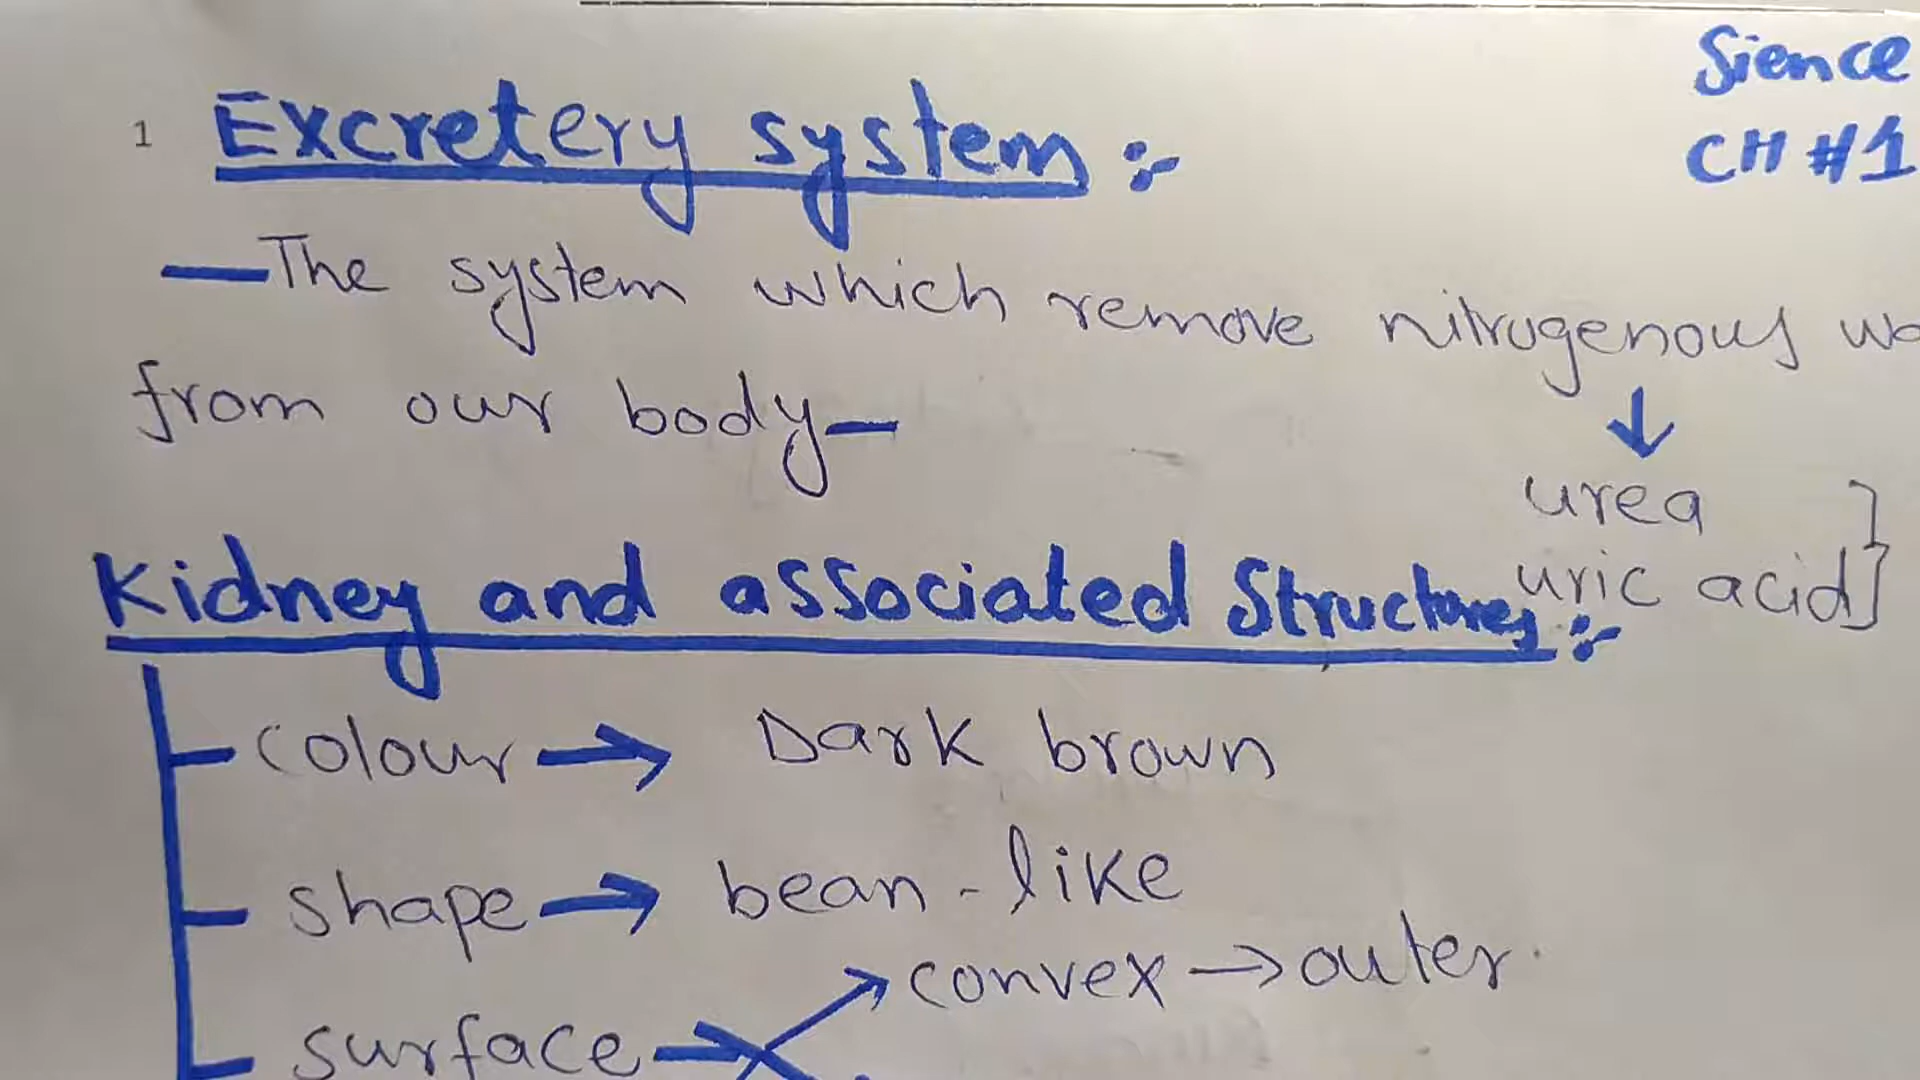 Sience
CH #1
1 Excretery system :-
—The system which remove nitrogenous
from our body—
↓
urea
uric acid }
Kidney and associated Structures :-
colour → Dark brown
shape → bean-like
convex → outer
surface →